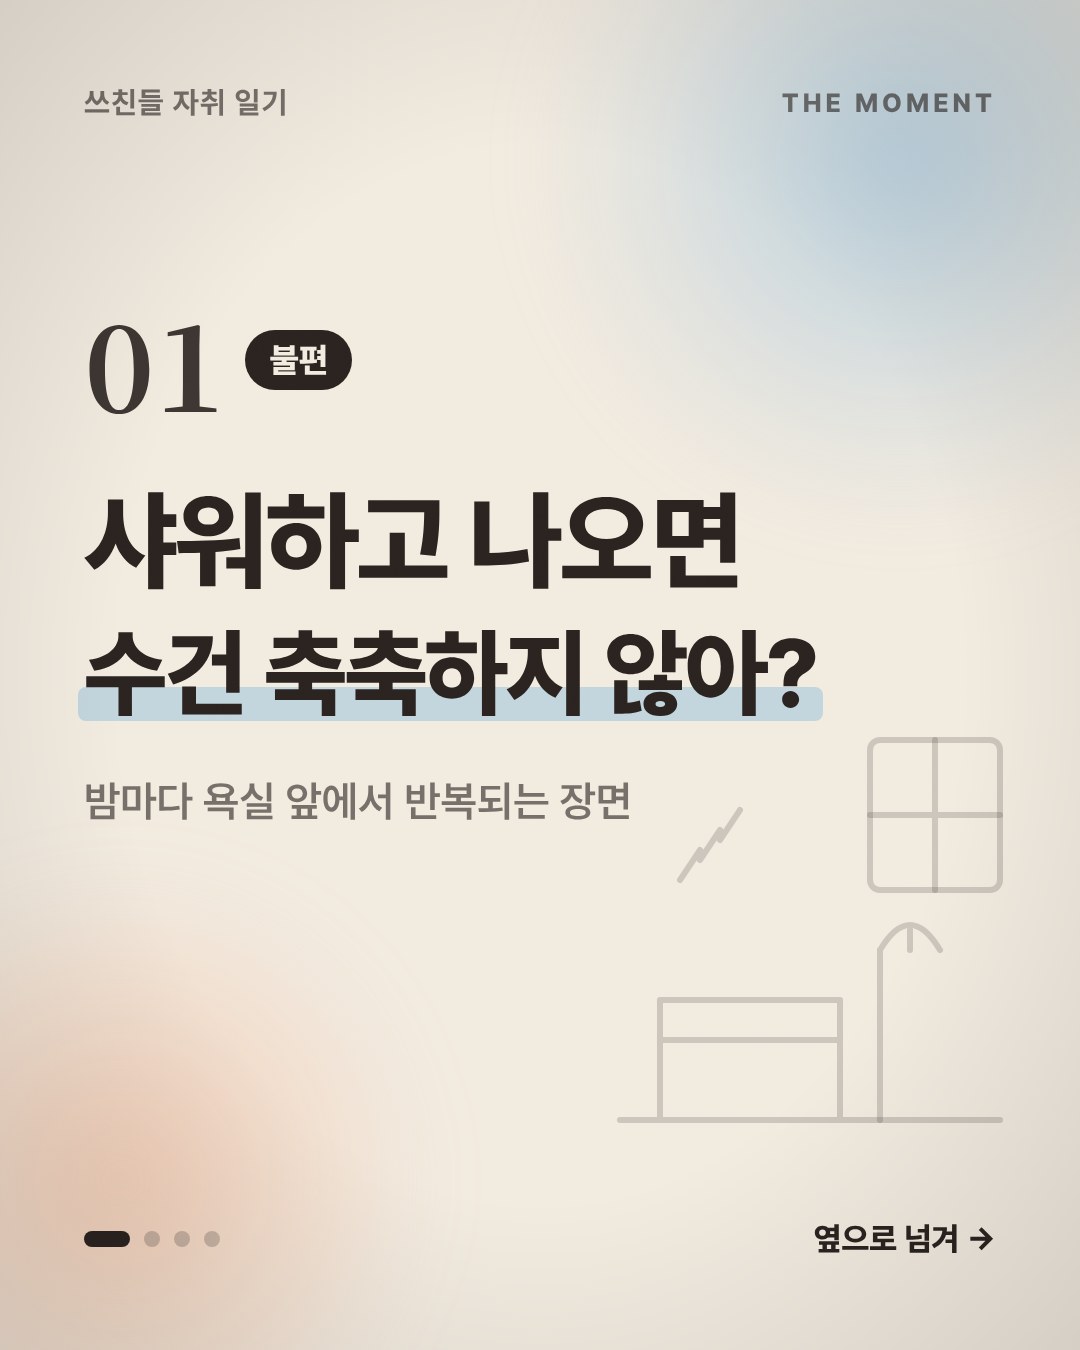 쓰친들 자취 일기
THE MOMENT
01
불편
샤워하고 나오면
수건 축축하지 않아?
밤마다 욕실 앞에서 반복되는 장면
옆으로 넘겨 →